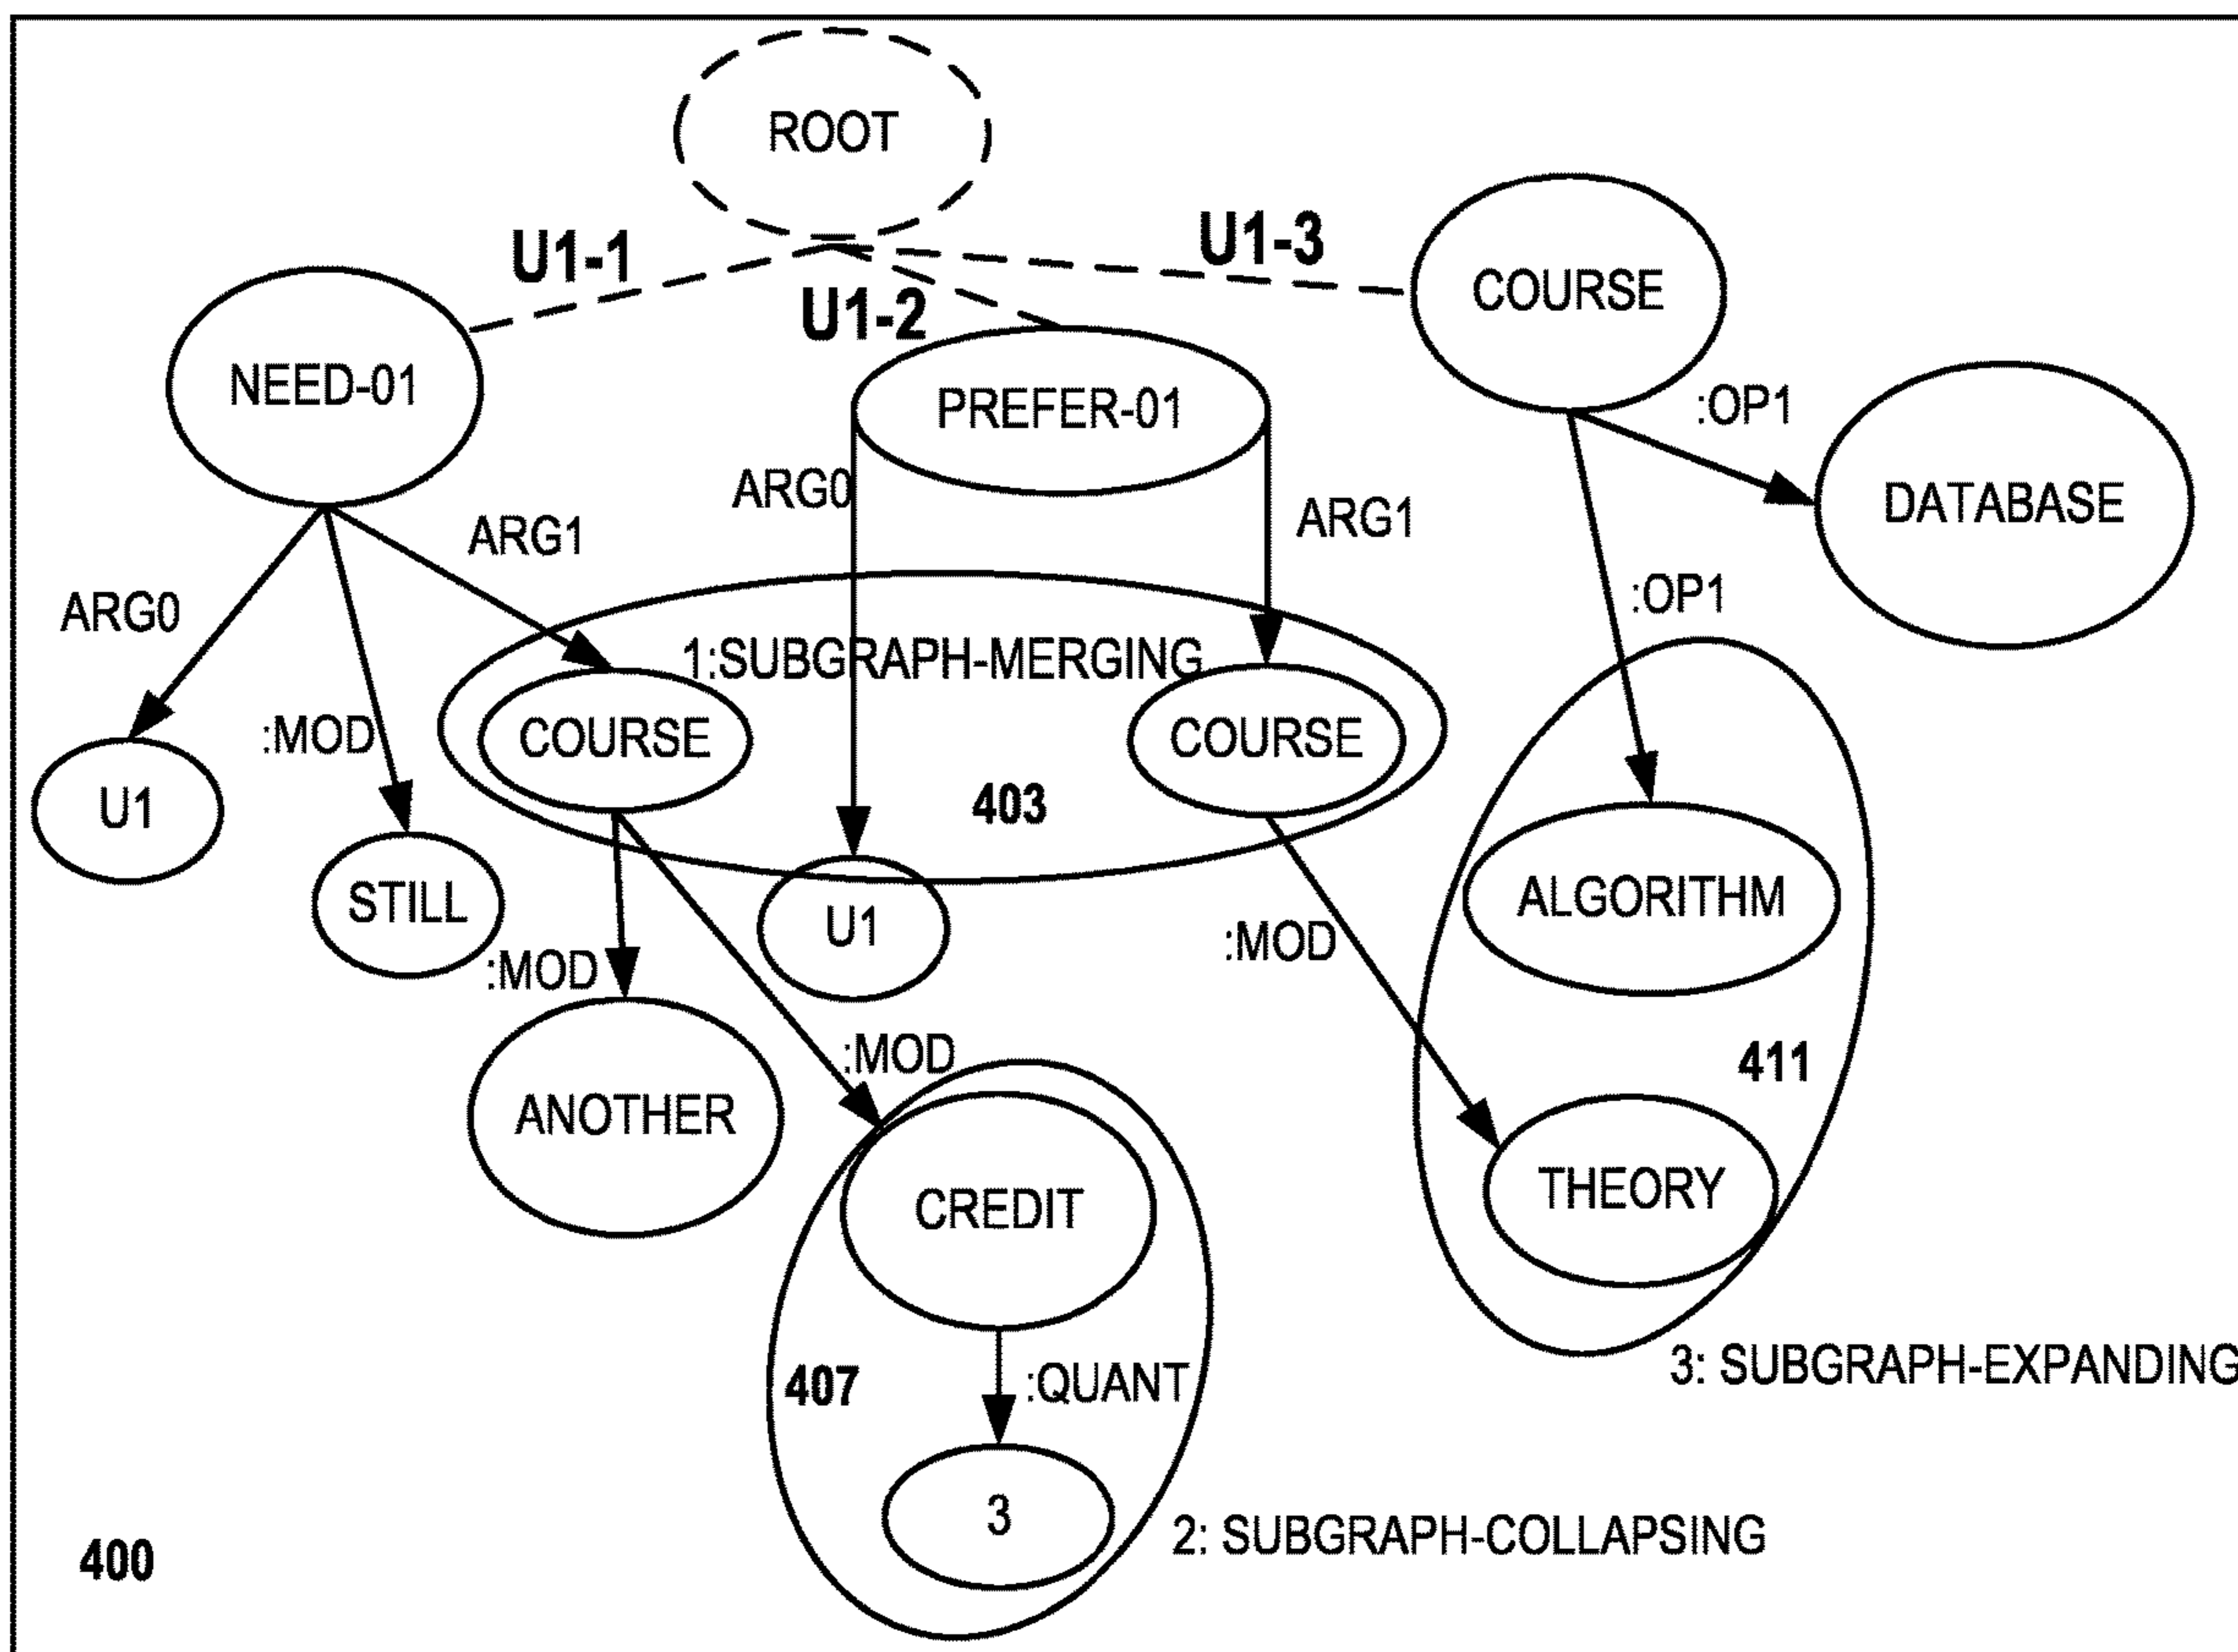 ROOT
U1-1
U1-2
U1-3
COURSE
NEED-01
PREFER-01
:OP1
DATABASE
ARG0
ARG1
ARG1
ARG0
:OP1
1:SUBGRAPH-MERGING
:MOD
COURSE
COURSE
403
U1
STILL
U1
ALGORITHM
:MOD
:MOD
:MOD
411
ANOTHER
CREDIT
THEORY
407
:QUANT
3: SUBGRAPH-EXPANDING
3
2: SUBGRAPH-COLLAPSING
400